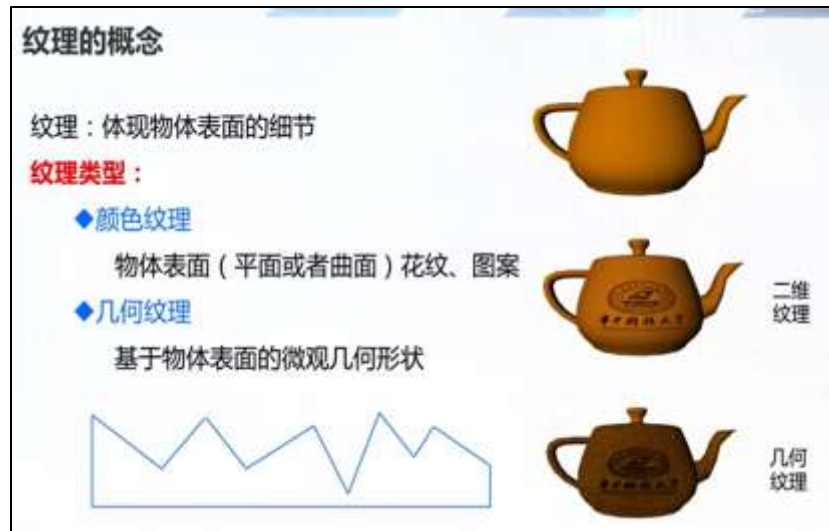 纹理的概念
纹理：体现物体表面的细节
纹理类型：
◆颜色纹理
物体表面（平面或者曲面）花纹、图案
◆几何纹理
基于物体表面的微观几何形状
二维
纹理
几何
纹理